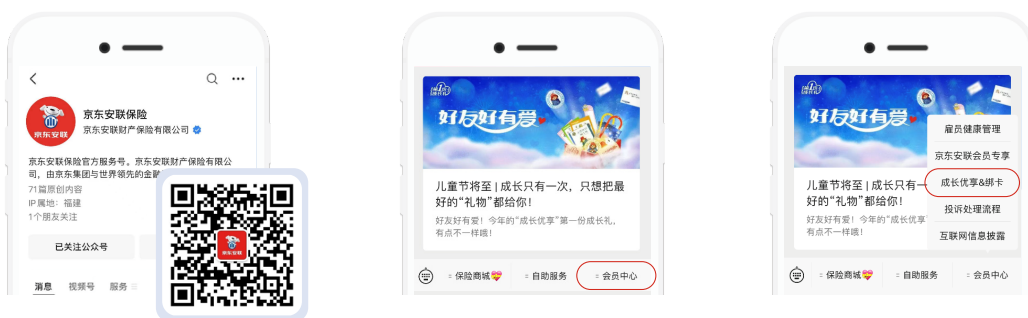 京东安联
京东安联保险
京东安联财产保险有限公司
京东安联保险官方服务号。京东安联财产保险有限公
司，由京东集团与世界领先的金融
71篇原创内容
IP属地：福建
1个朋友关注
已关注公众号
消息 视频号 服务
京东安联
好友好有爱
儿童节将至 | 成长只有一次，只想把最
好的“礼物”都给你！
好友好有爱！今年的“成长优享”第一份成长礼，
有点不一样哦！
保险商城 自助服务 会员中心
好友好有爱
儿童节将至 | 成长只有一
好的“礼物”都给你！
好友好有爱！今年的“成长优享”
有点不一样哦！
雇员健康管理
京东安联会员专享
成长优享&绑卡
投诉处理流程
互联网信息披露
保险商城 自助服务 会员中心